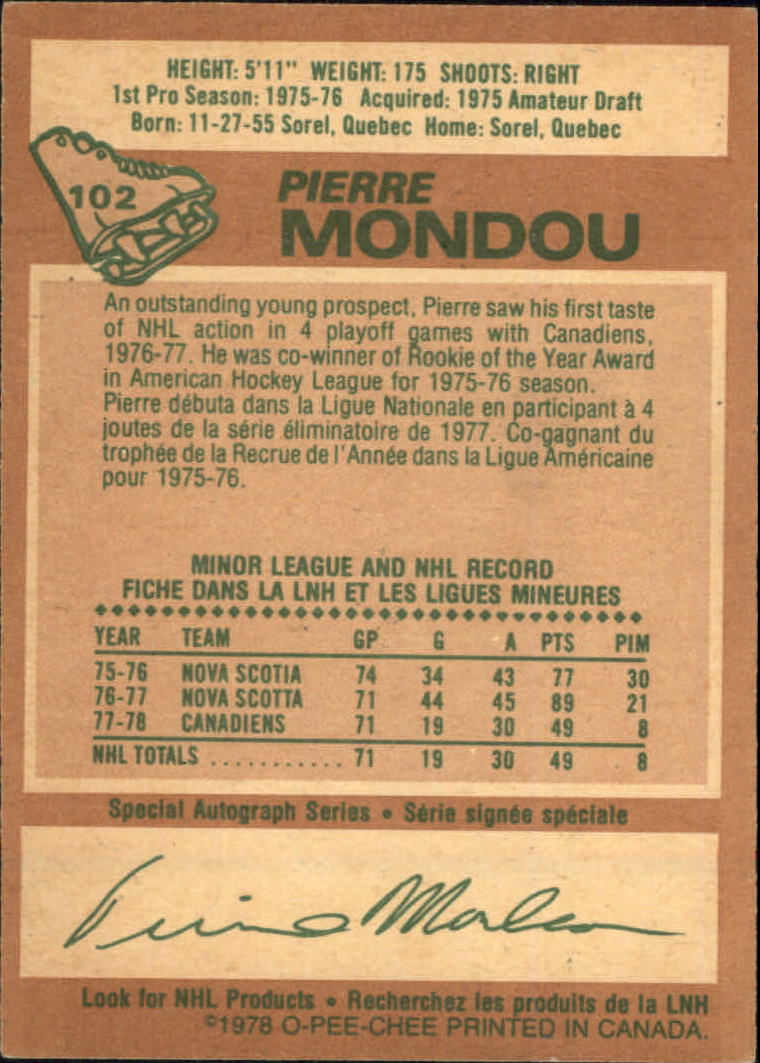 HEIGHT: 5'11" WEIGHT: 175 SHOOTS: RIGHT
1st Pro Season: 1975-76 Acquired: 1975 Amateur Draft
Born: 11-27-55 Sorel, Quebec Home: Sorel, Quebec
102
PIERRE
MONDOU
An outstanding young prospect, Pierre saw his first taste
of NHL action in 4 playoff games with Canadiens,
1976-77. He was co-winner of Rookie of the Year Award
in American Hockey League for 1975-76 season.
Pierre débuta dans la Ligue Nationale en participant à 4
joutes de la série éliminatoire de 1977. Co-gagnant du
trophée de la Recrue de l'Année dans la Ligue Américaine
pour 1975-76.
MINOR LEAGUE AND NHL RECORD
FICHE DANS LA LNH ET LES LIGUES MINEURES
YEAR TEAM GP G A PTS PIM
75-76 NOVA SCOTIA 74 34 43 77 30
76-77 NOVA SCOTTA 71 44 45 89 21
77-78 CANADIENS 71 19 30 49 8
NHL TOTALS ........... 71 19 30 49 8
Special Autograph Series • Série signée spéciale
Pierre Mondou
Look for NHL Products • Recherchez les produits de la LNH
©1978 O-PEE-CHEE PRINTED IN CANADA.